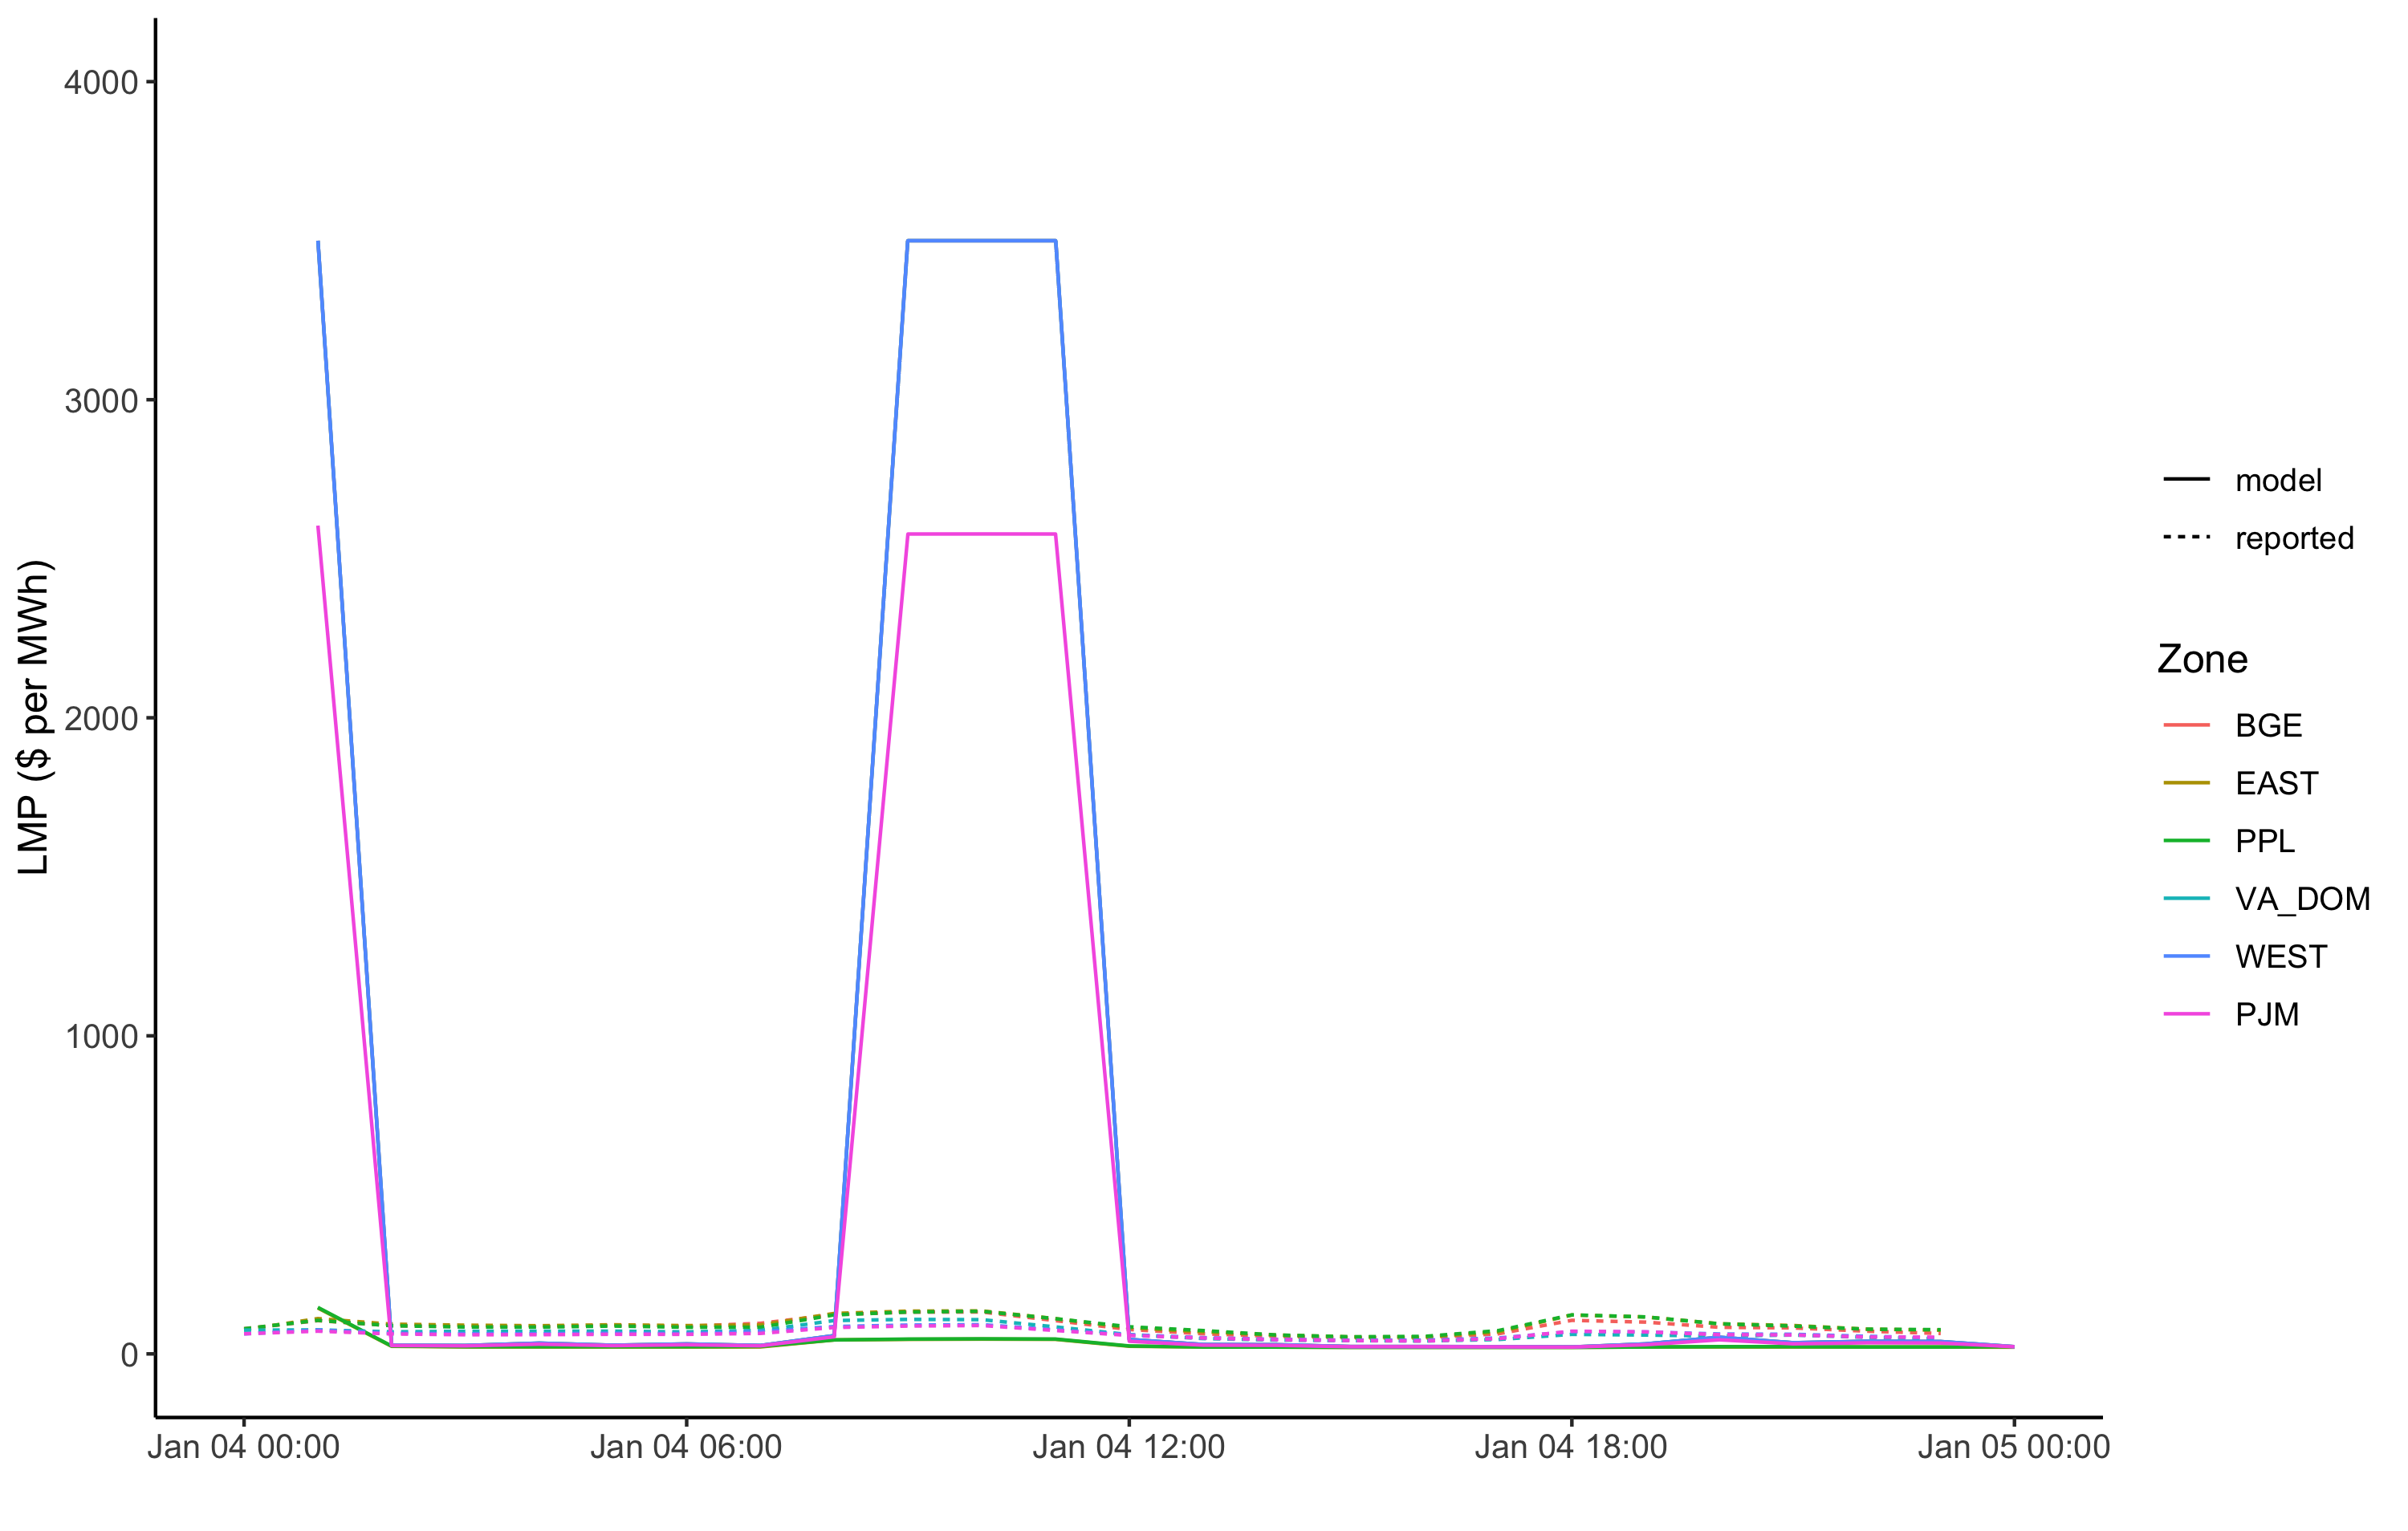 4000
3000
2000
1000
0
LMP ($ per MWh)
Jan 04 00:00
Jan 04 06:00
Jan 04 12:00
Jan 04 18:00
Jan 05 00:00
model
reported
Zone
BGE
EAST
PPL
VA_DOM
WEST
PJM